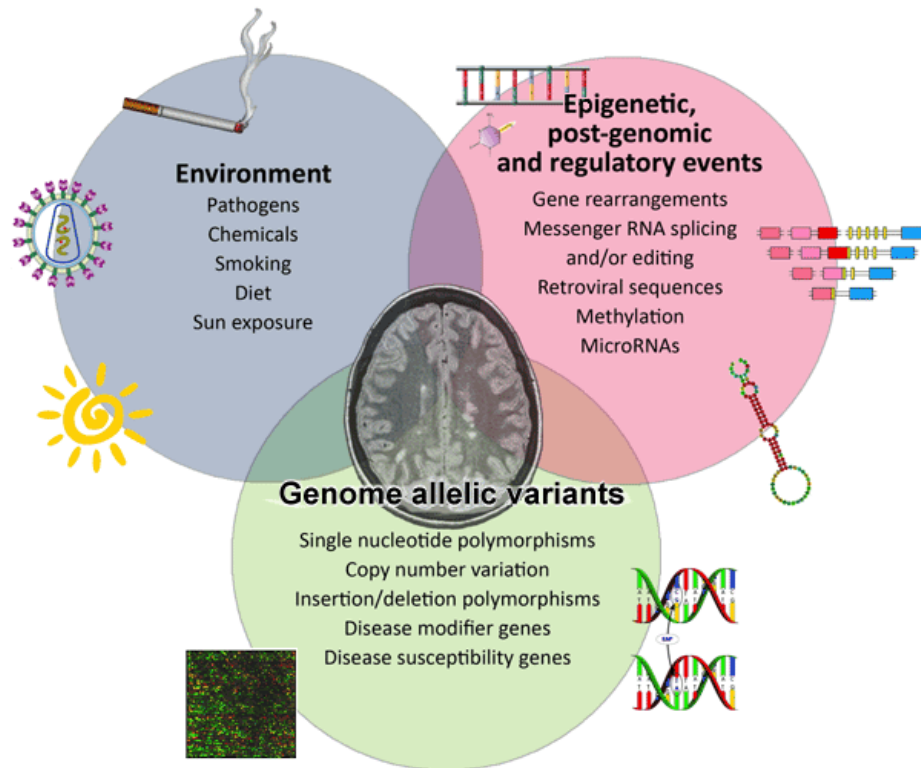 Environment
Pathogens
Chemicals
Smoking
Diet
Sun exposure
Epigenetic,
post-genomic
and regulatory events
Gene rearrangements
Messenger RNA splicing
and/or editing
Retroviral sequences
Methylation
MicroRNAs
Genome allelic variants
Single nucleotide polymorphisms
Copy number variation
Insertion/deletion polymorphisms
Disease modifier genes
Disease susceptibility genes
SNP